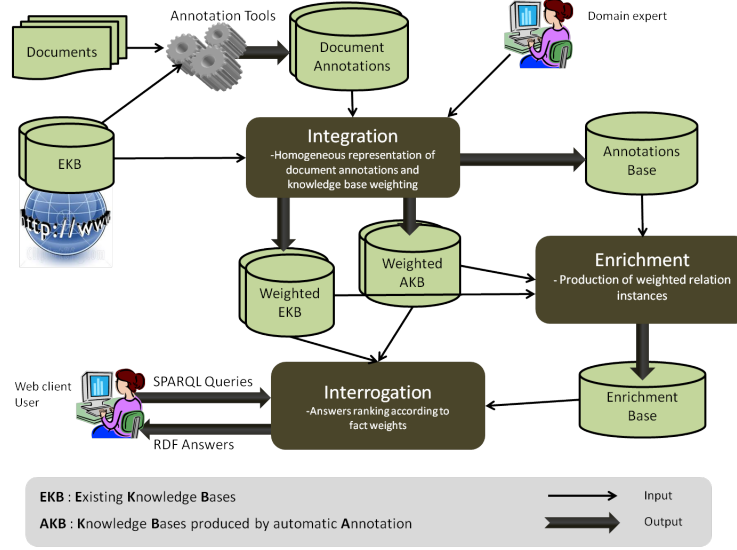 Annotation Tools
Documents
Document
Annotations
Domain expert
EKB
http://www
Integration
-Homogeneous representation of
document annotations and
knowledge base weighting
Annotations
Base
Weighted
EKB
Weighted
AKB
Enrichment
- Production of weighted relation
instances
Web client
User
SPARQL Queries
RDF Answers
Interrogation
-Answers ranking according to
fact weights
Enrichment
Base
EKB : Existing Knowledge Bases
Input
AKB : Knowledge Bases produced by automatic Annotation
Output